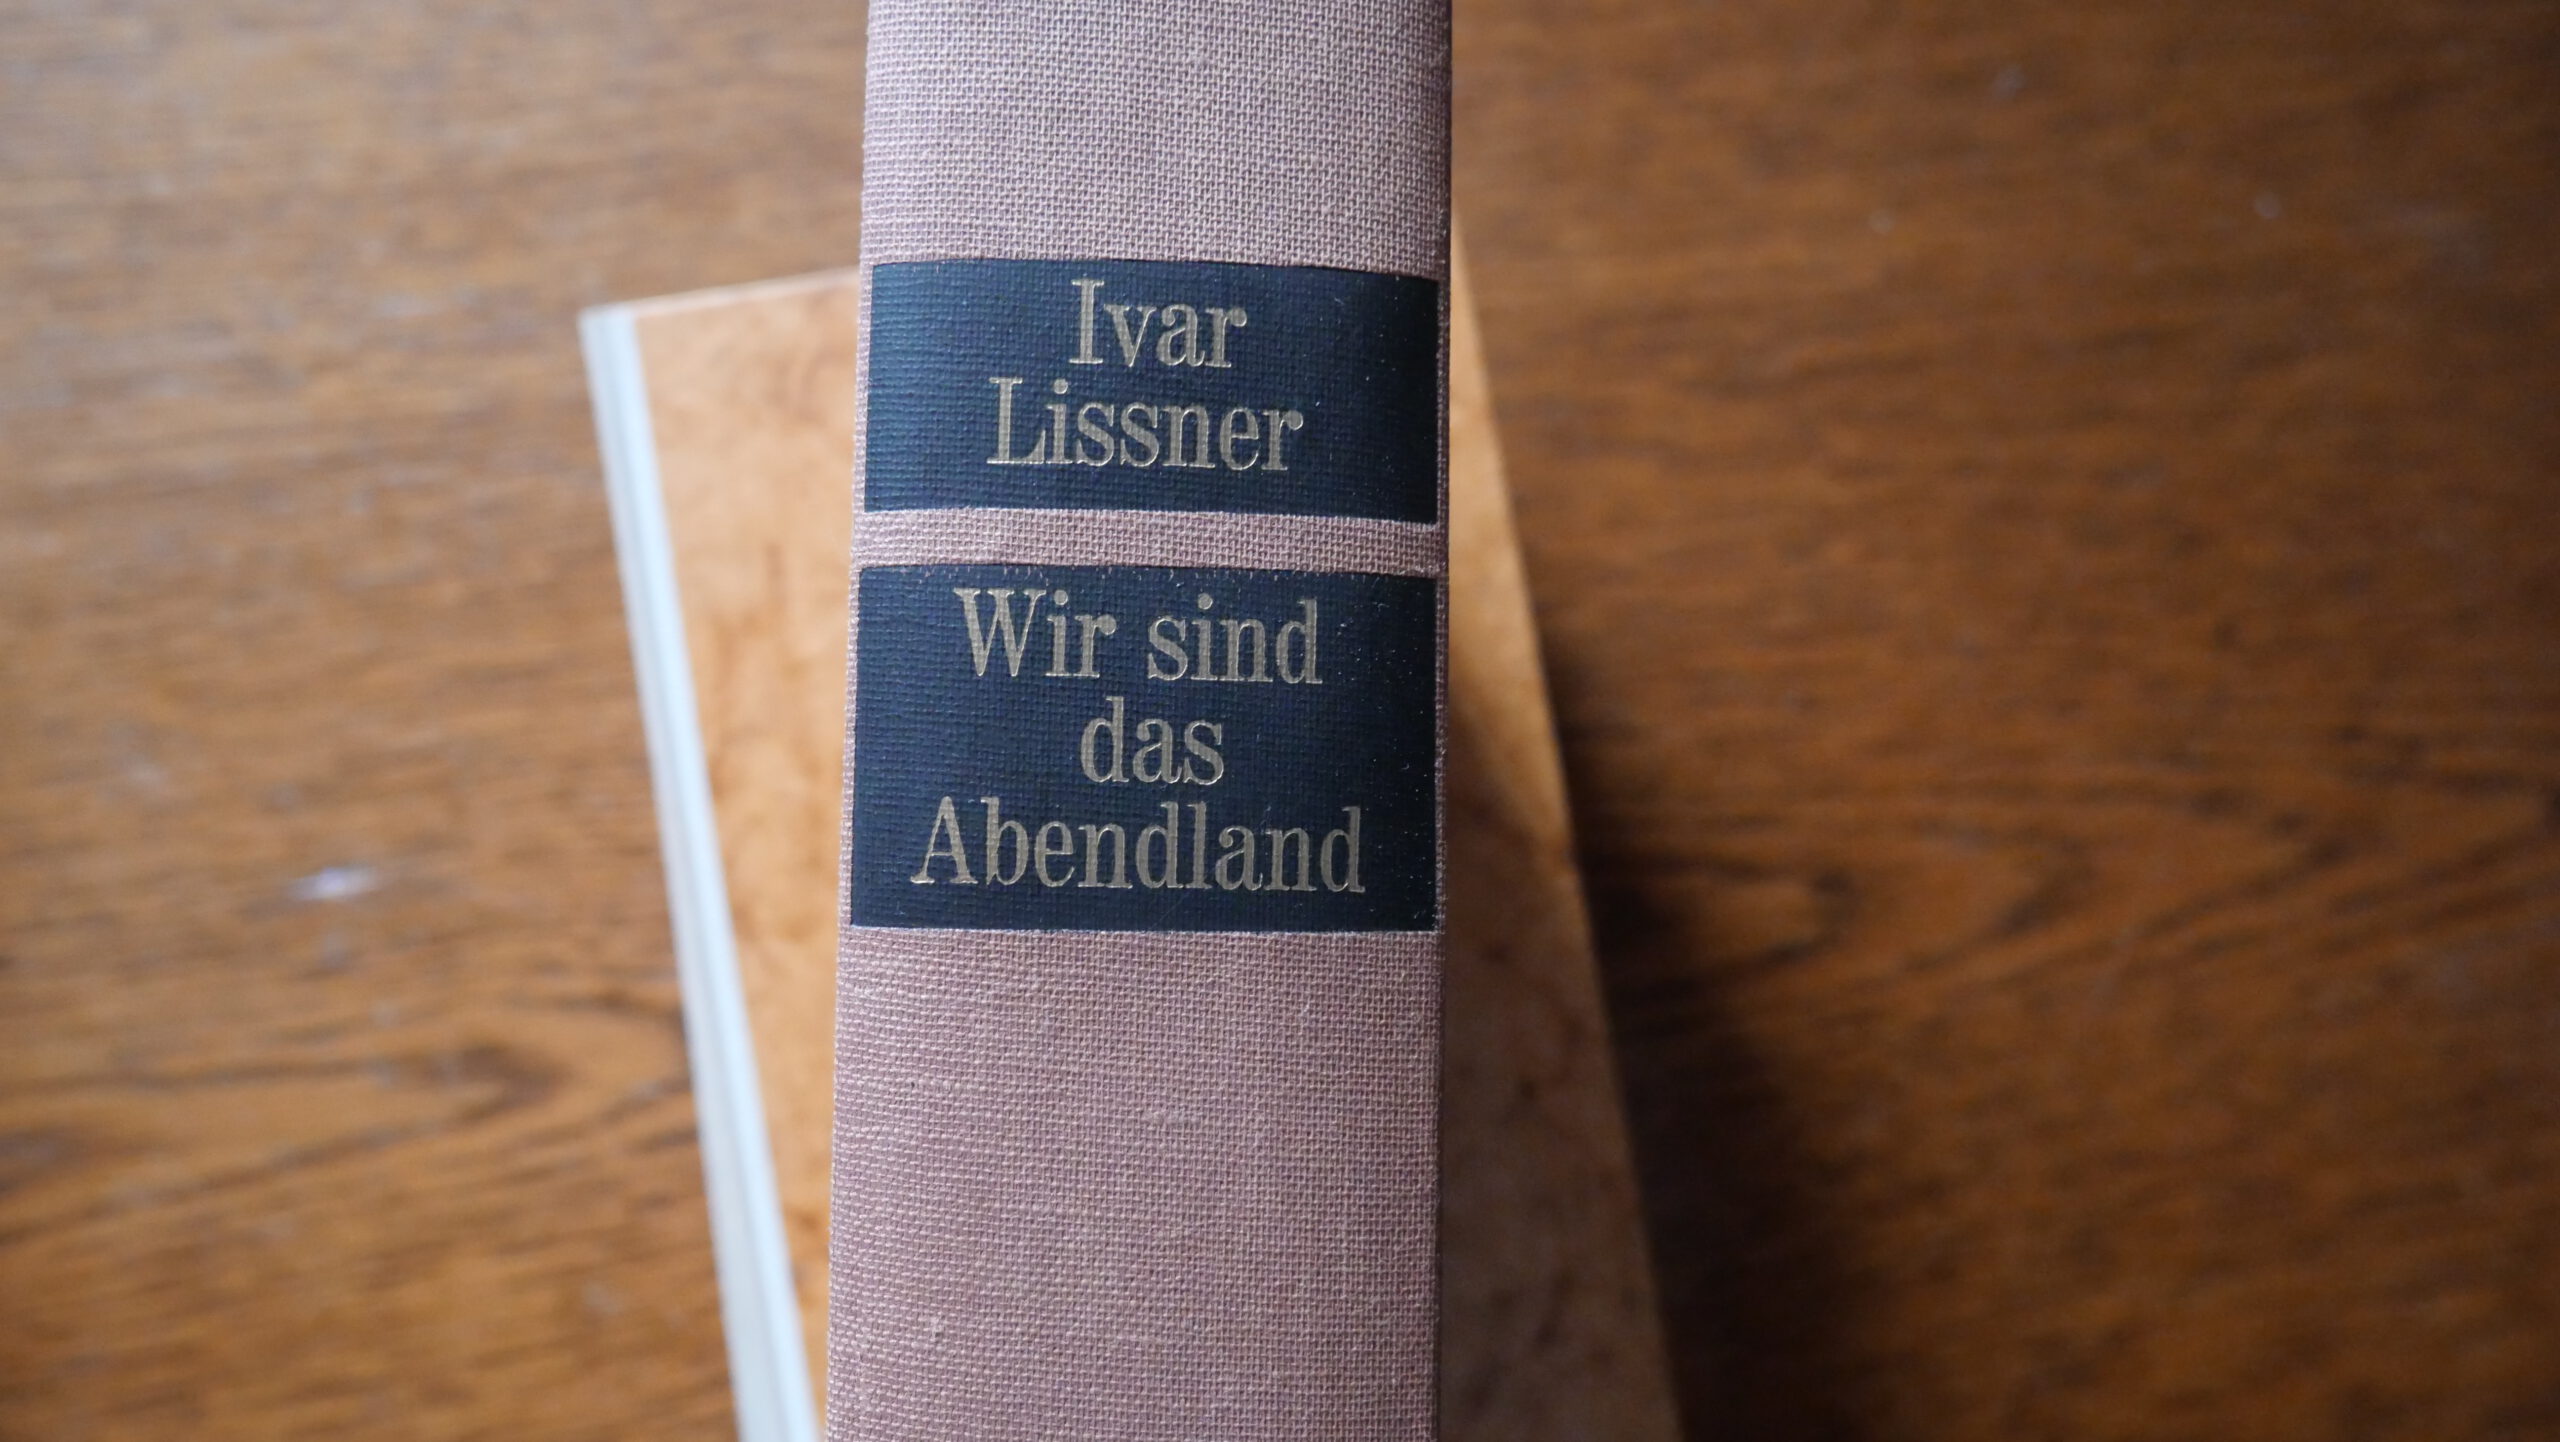 Ivar
Lissner
Wir sind
das
Abendland